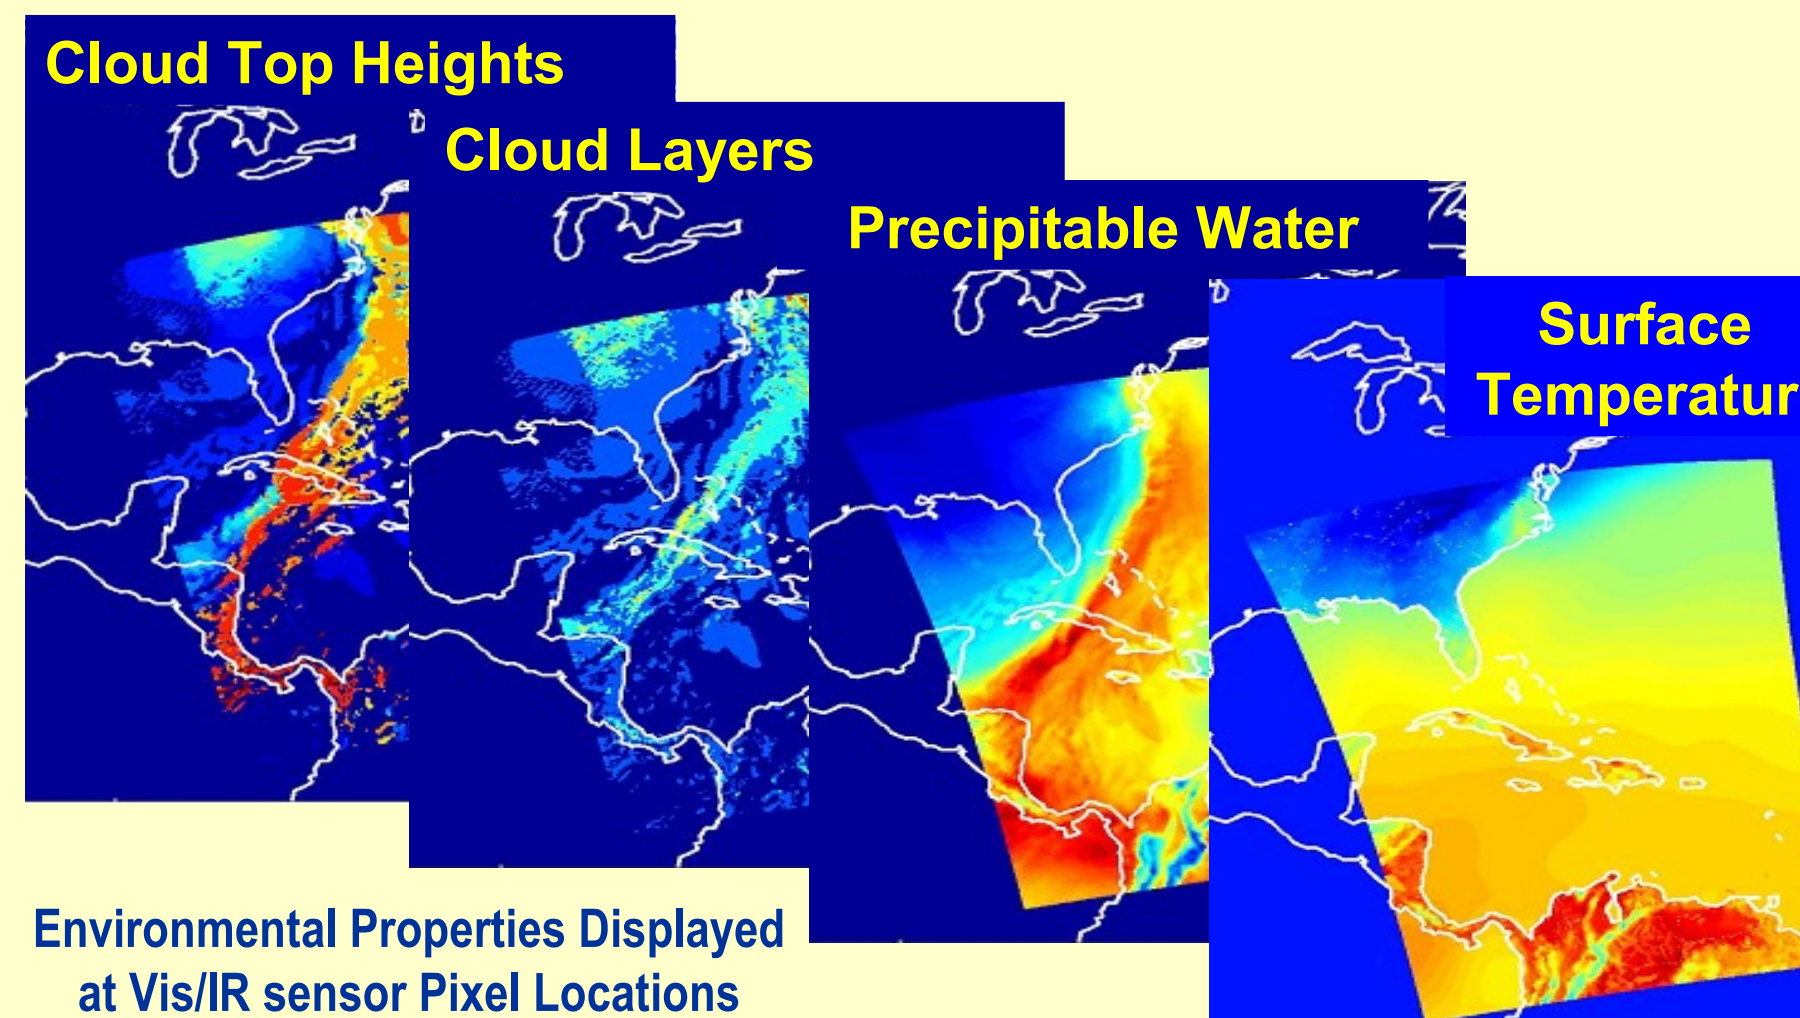 Cloud Top Heights
Cloud Layers
Precipitable Water
Surface
Temperatur
Environmental Properties Displayed
at Vis/IR sensor Pixel Locations